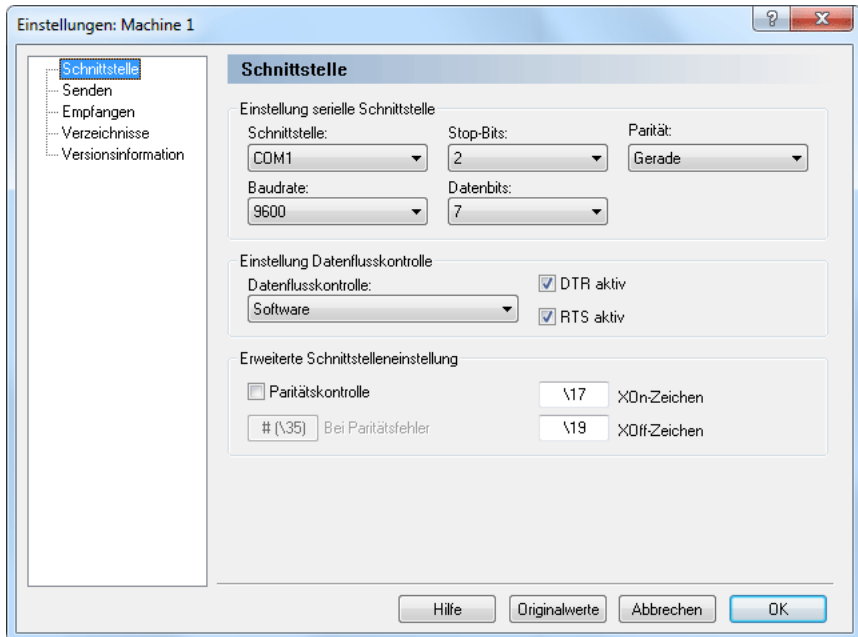 Einstellungen: Machine 1
?
Schnittstelle
Senden
Empfangen
Verzeichnisse
Versionsinformation
Schnittstelle
Einstellung serielle Schnittstelle
Schnittstelle: Stop-Bits: Parität:
COM1 2 Gerade
Baudrate: Datenbits:
9600 7
Einstellung Datenflusskontrolle
Datenflusskontrolle: DTR aktiv
Software RTS aktiv
Erweiterte Schnittstelleneinstellung
Paritätskontrolle \17 XOn-Zeichen
# (\35) Bei Paritätsfehler \19 XOff-Zeichen
Hilfe Originalwerte Abbrechen OK